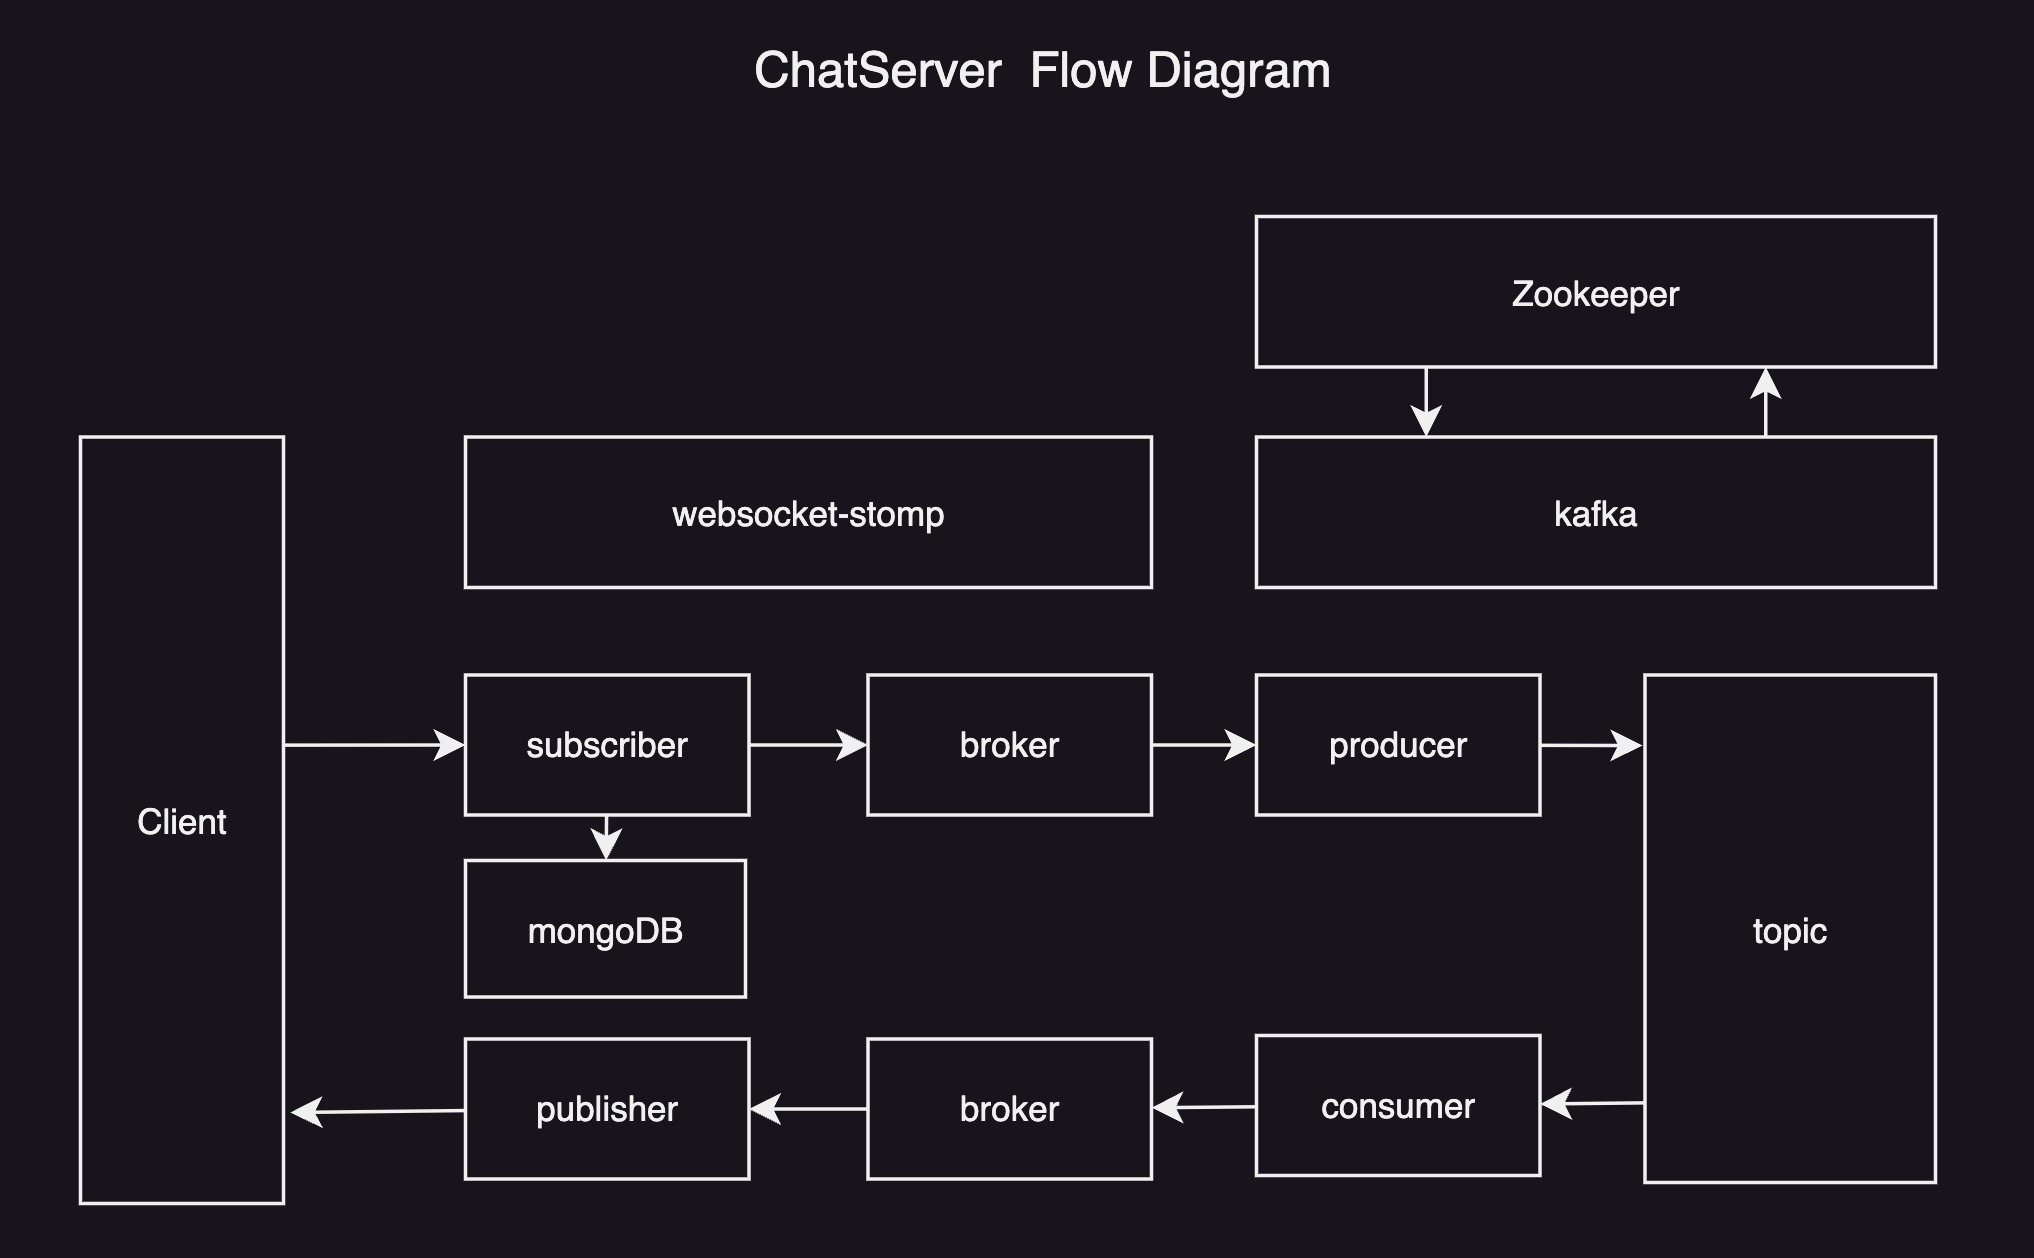 ChatServer  Flow Diagram
Zookeeper
websocket-stomp
kafka
Client
subscriber
broker
producer
topic
mongoDB
publisher
broker
consumer